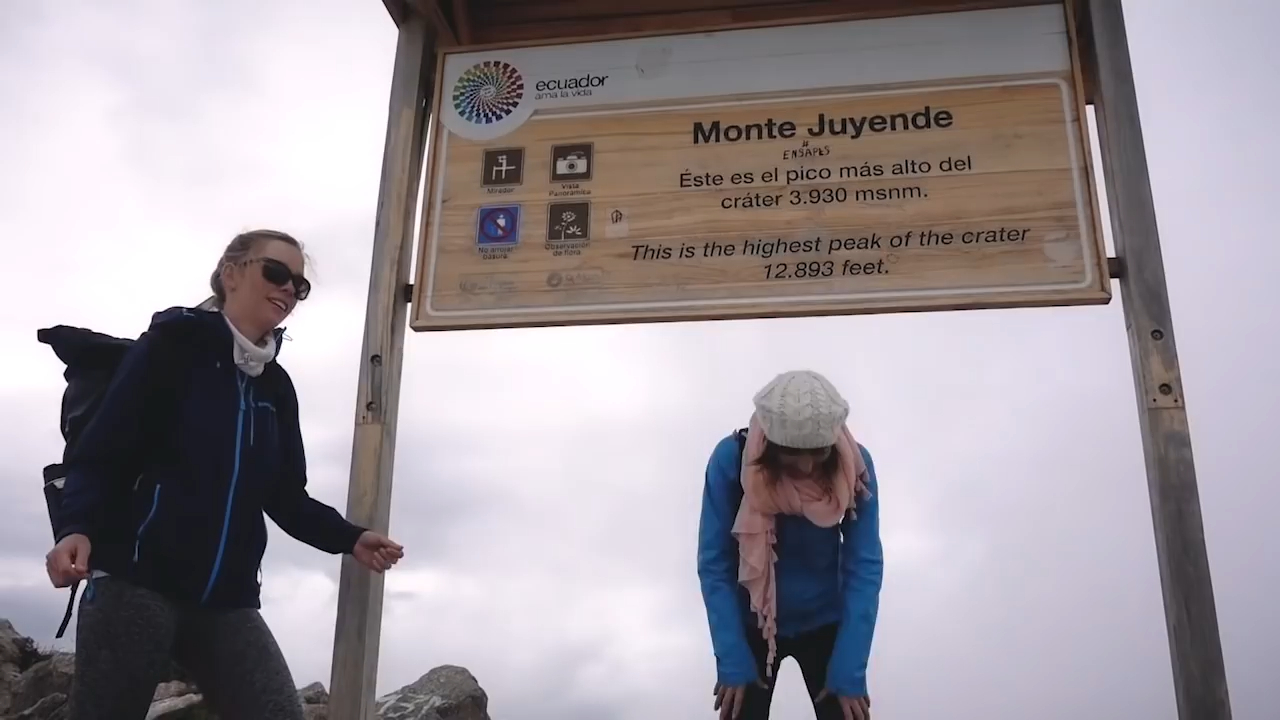 ecuador
ama la vida
Monte Juyende
# ENSAPES
Éste es el pico más alto del
cráter 3.930 msnm.
This is the highest peak of the crater
12.893 feet.
Mirador
Vista
Panorámica
No arrojar
basura
Observación
de flora